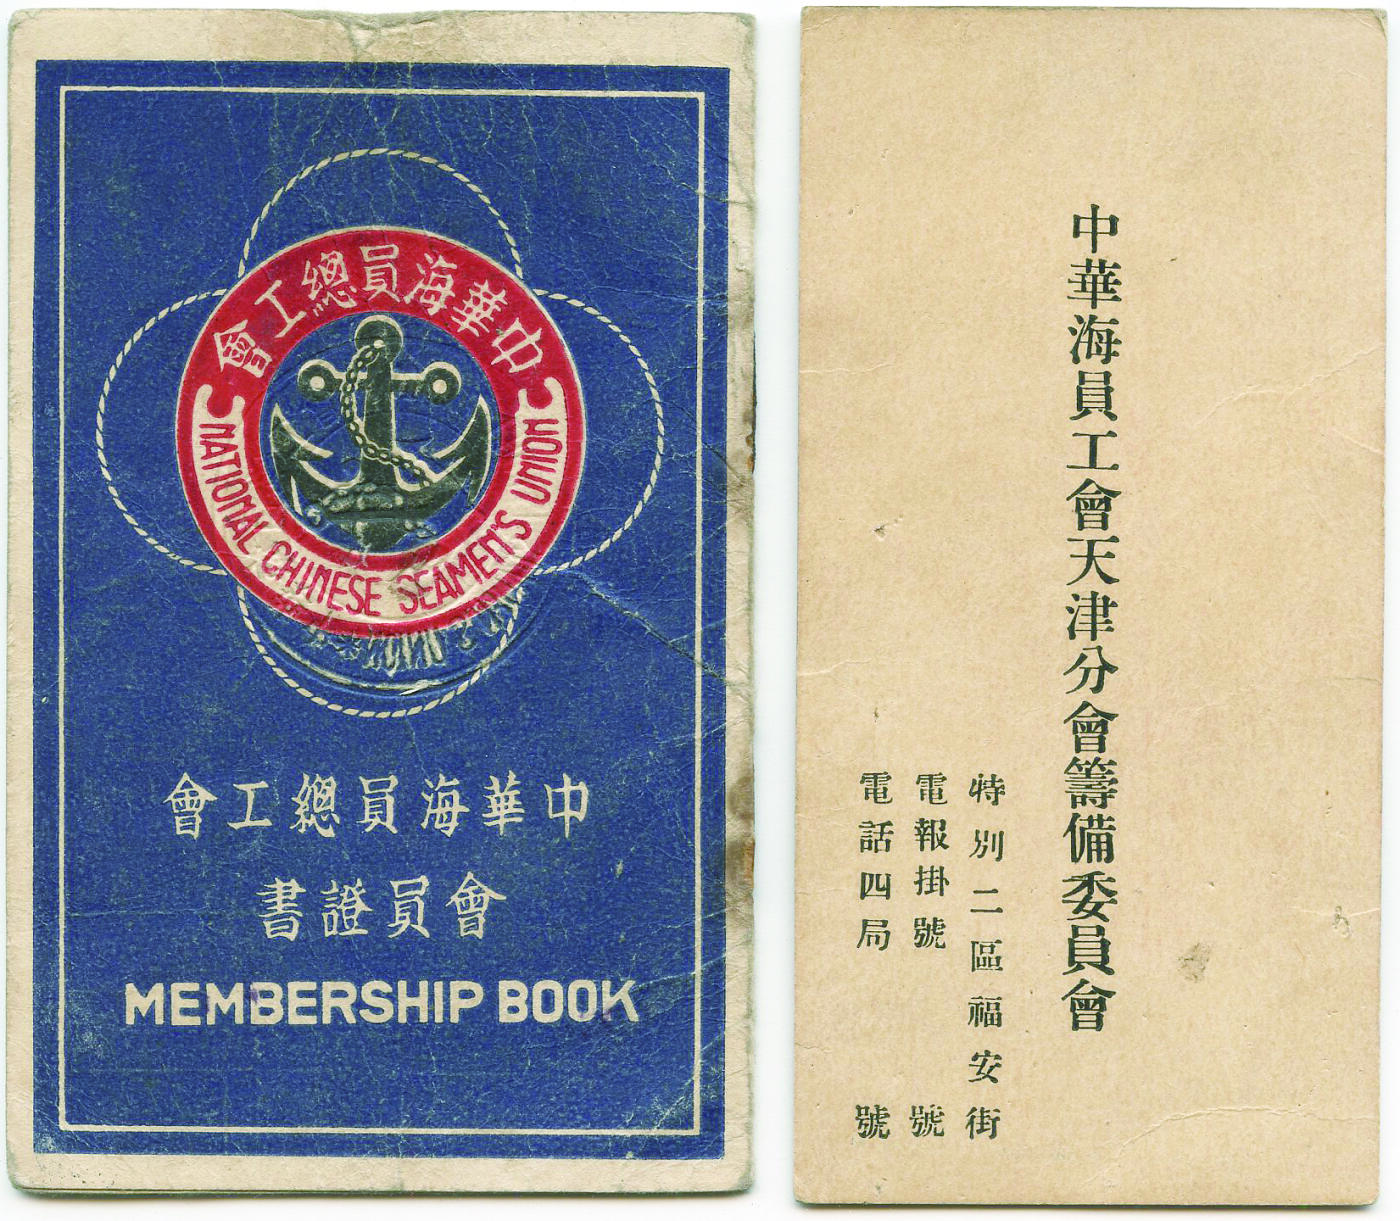 中華海員總工會
NATIONAL CHINESE SEAMEN'S UNION
中華海員總工會
會員證書
MEMBERSHIP BOOK
中華海員工會天津分會籌備委員會
特別二區福安街
電報掛號 號
電話四局 號